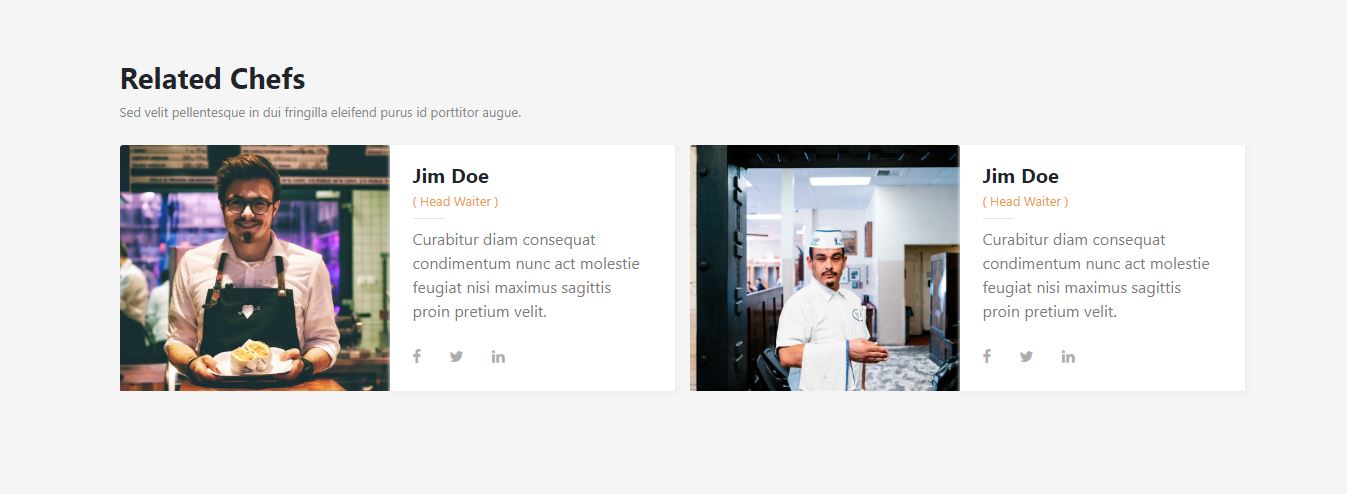 Related Chefs
Sed velit pellentesque in dui fringilla eleifend purus id porttitor augue.
Jim Doe
( Head Waiter )
Curabitur diam consequat
condimentum nunc act molestie
feugiat nisi maximus sagittis
proin pretium velit.
Jim Doe
( Head Waiter )
Curabitur diam consequat
condimentum nunc act molestie
feugiat nisi maximus sagittis
proin pretium velit.